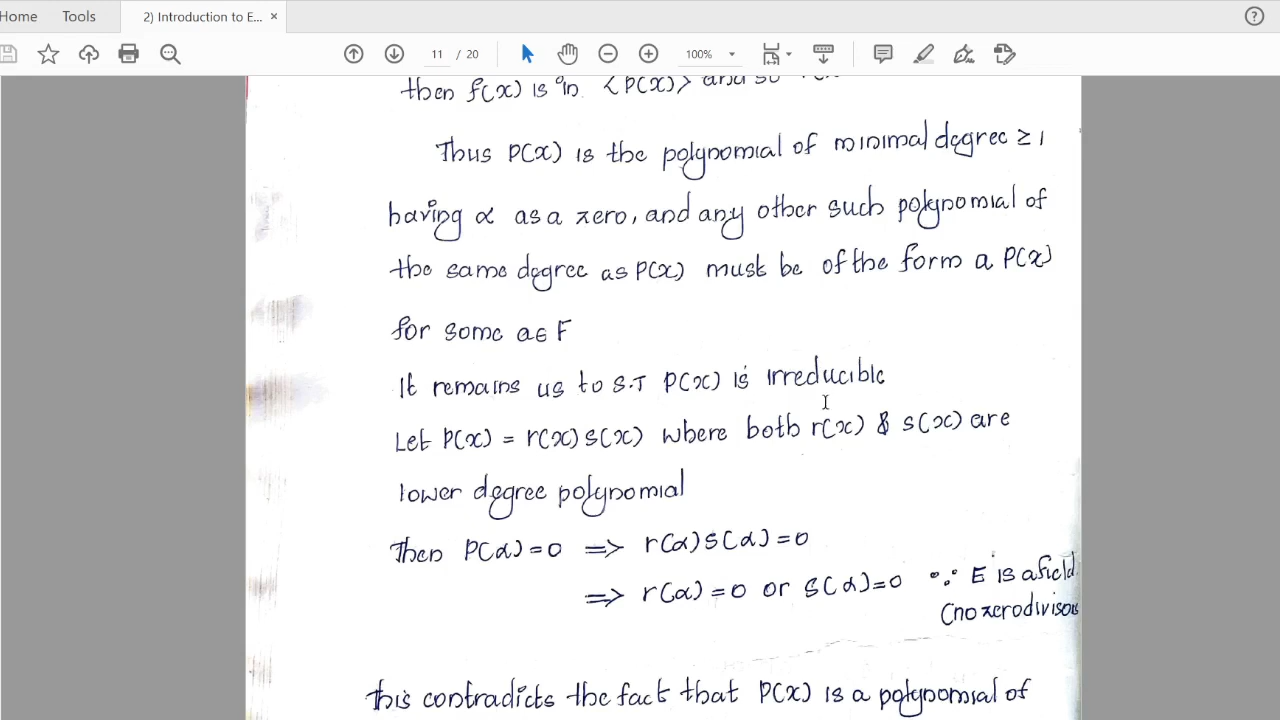 Home Tools 2) Introduction to E... ×
11 / 20 100%
then f(x) is in <P(x)> and so
Thus P(x) is the polynomial of minimal degree ≥ 1
having α as a zero, and any other such polynomial of
the same degree as P(x) must be of the form a P(x)
for some a∈F
It remains us to S.T P(x) is irreducible
Let P(x) = r(x) s(x) where both r(x) & s(x) are
lower degree polynomial
Then P(α)=0 ⟹ r(α)s(α)=0
⟹ r(α)=0 or s(α)=0 ∵ E is a field
(no zero divisors
This contradicts the fact that P(x) is a polynomial of